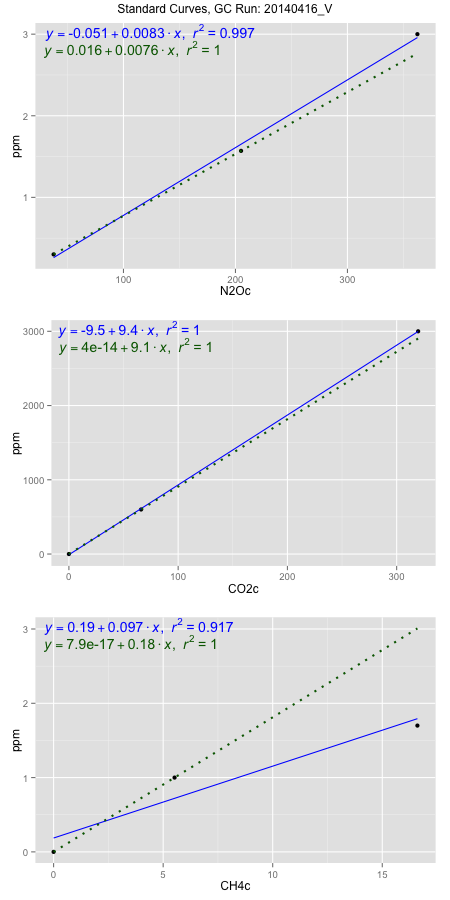 Standard Curves, GC Run: 20140416_V
y = -0.051 + 0.0083 · x, r² = 0.997
y = 0.016 + 0.0076 · x, r² = 1
3
2
1
ppm
100 200 300
N2Oc
y = -9.5 + 9.4 · x, r² = 1
y = 4e-14 + 9.1 · x, r² = 1
3000
2000
1000
0
ppm
0 100 200 300
CO2c
y = 0.19 + 0.097 · x, r² = 0.917
y = 7.9e-17 + 0.18 · x, r² = 1
3
2
1
0
ppm
0 5 10 15
CH4c